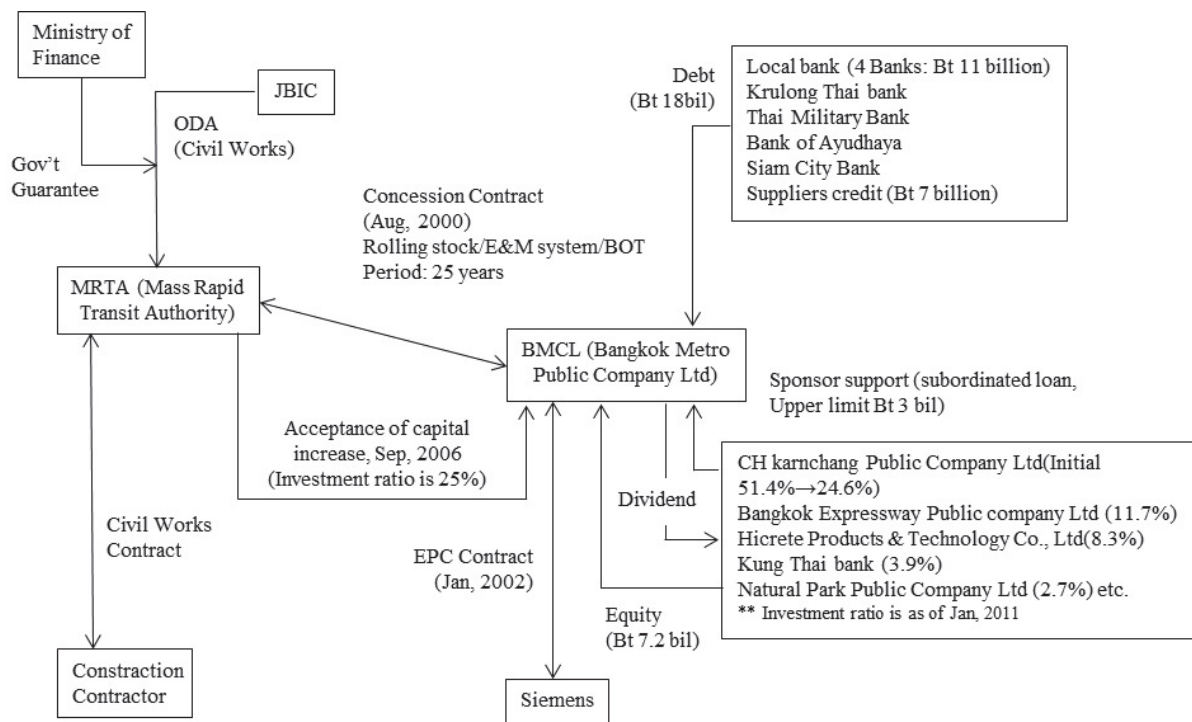 Ministry of
Finance
JBIC
ODA
(Civil Works)
Gov't
Guarantee
Debt
(Bt 18bil)
Local bank (4 Banks: Bt 11 billion)
Krulong Thai bank
Thai Military Bank
Bank of Ayudhaya
Siam City Bank
Suppliers credit (Bt 7 billion)
Concession Contract
(Aug, 2000)
Rolling stock/E&M system/BOT
Period: 25 years
MRTA (Mass Rapid
Transit Authority)
BMCL (Bangkok Metro
Public Company Ltd)
Sponsor support (subordinated loan,
Upper limit Bt 3 bil)
Acceptance of capital
increase, Sep, 2006
(Investment ratio is 25%)
Dividend
CH karnchang Public Company Ltd(Initial
51.4%→24.6%)
Bangkok Expressway Public company Ltd (11.7%)
Hicrete Products & Technology Co., Ltd(8.3%)
Kung Thai bank (3.9%)
Natural Park Public Company Ltd (2.7%) etc.
** Investment ratio is as of Jan, 2011
Civil Works
Contract
EPC Contract
(Jan, 2002)
Equity
(Bt 7.2 bil)
Constraction
Contractor
Siemens